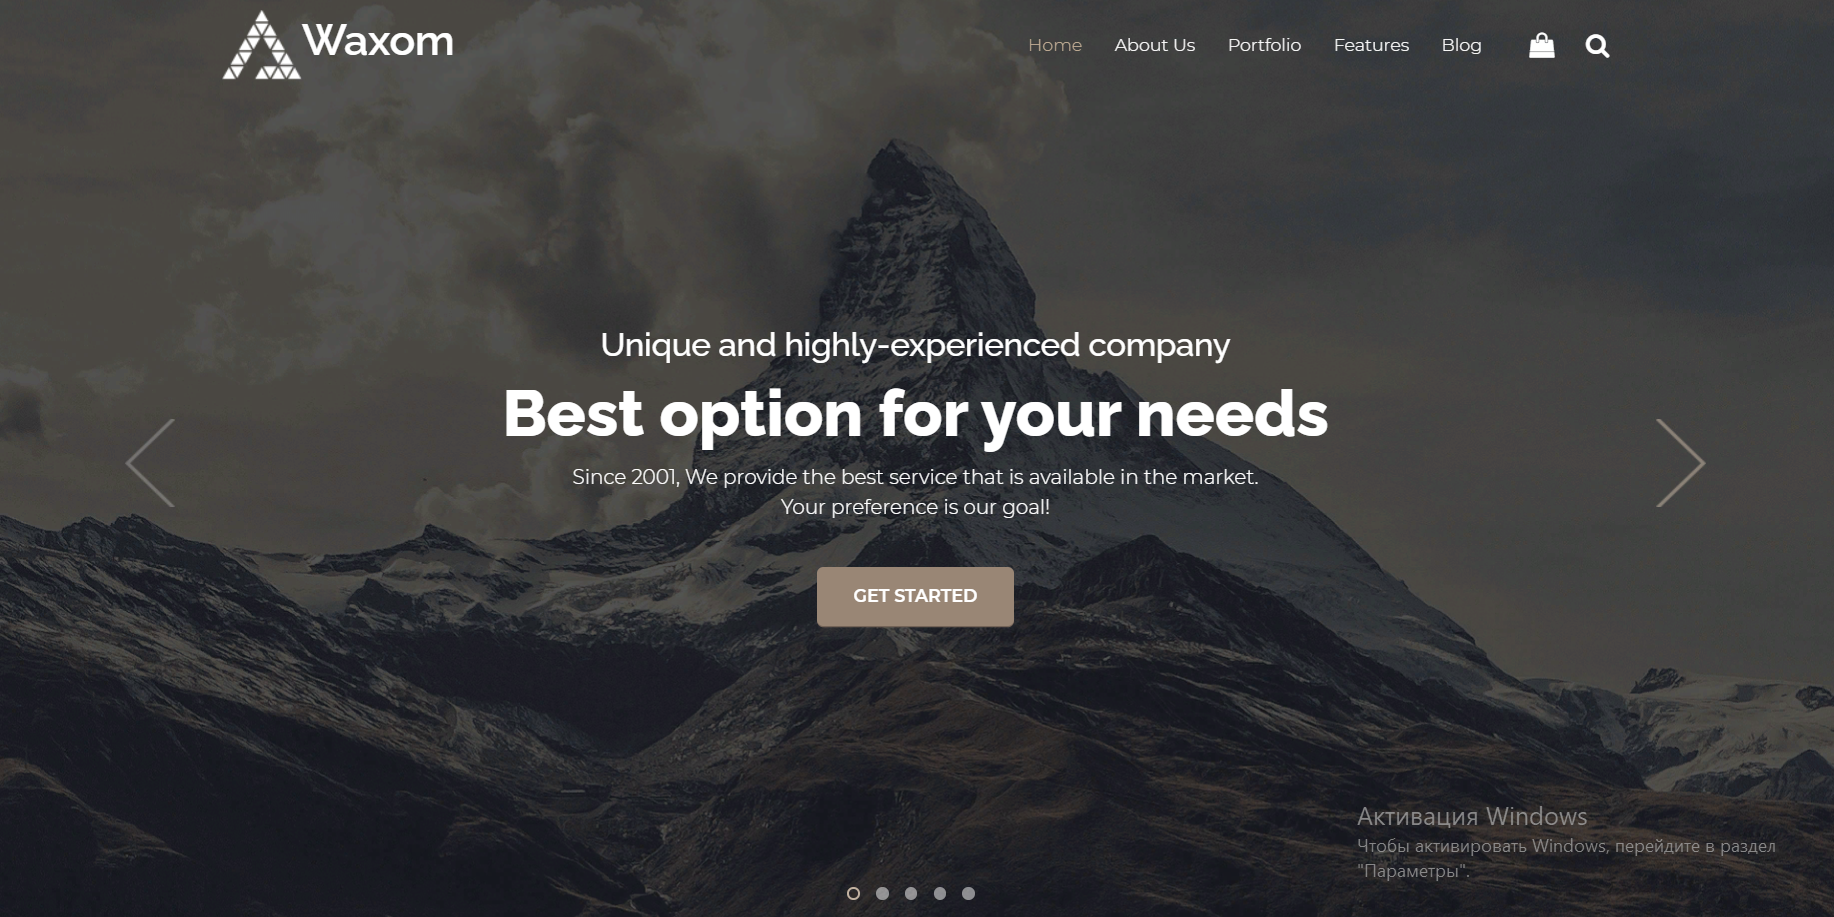 Waxom
Home About Us Portfolio Features Blog
Unique and highly-experienced company
Best option for your needs
Since 2001, We provide the best service that is available in the market.
Your preference is our goal!
GET STARTED
Активация Windows
Чтобы активировать Windows, перейдите в раздел
"Параметры".